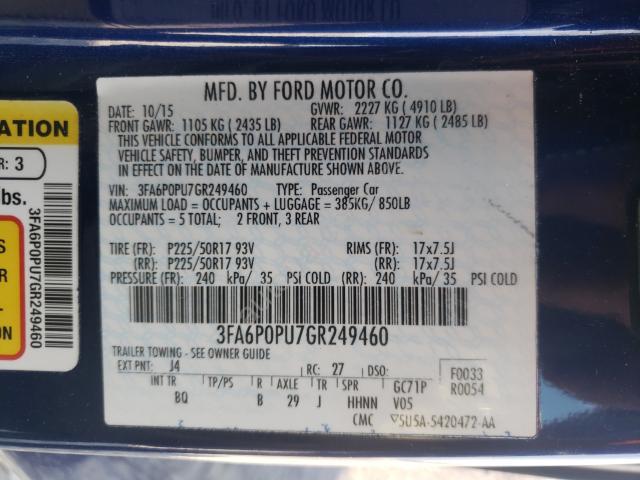 MFD. BY FORD MOTOR CO.
DATE: 10/15 GVWR: 2227 KG (4910 LB)
FRONT GAWR: 1105 KG (2435 LB) REAR GAWR: 1127 KG (2485 LB)
THIS VEHICLE CONFORMS TO ALL APPLICABLE FEDERAL MOTOR
VEHICLE SAFETY, BUMPER, AND THEFT PREVENTION STANDARDS
IN EFFECT ON THE DATE OF MANUFACTURE SHOWN ABOVE.
VIN: 3FA6P0PU7GR249460 TYPE: Passenger Car
MAXIMUM LOAD = OCCUPANTS + LUGGAGE = 385KG/ 850LB
OCCUPANTS = 5 TOTAL; 2 FRONT, 3 REAR
TIRE (FR): P225/50R17 93V RIMS (FR): 17x7.5J
(RR): P225/50R17 93V (RR): 17x7.5J
PRESSURE (FR): 240 kPa/ 35 PSI COLD (RR): 240 kPa/ 35 PSI COLD
3FA6P0PU7GR249460
TRAILER TOWING - SEE OWNER GUIDE
EXT PNT: J4 RC: 27 DSO: F0033
INT TR TP/PS R AXLE TR SPR GC71P R0054
BQ B 29 J HHNN V05
CMC 5U5A-5420472-AA
ATION
R: 3
bs.
3FA6P0PU7GR249460
S
ON